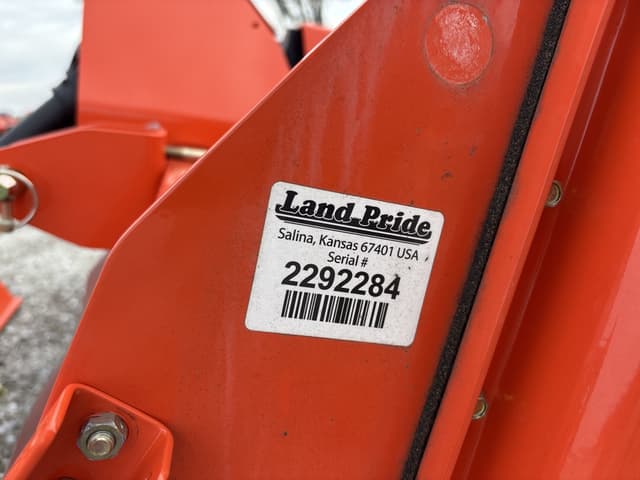 Land Pride
Salina, Kansas 67401 USA
Serial #
2292284